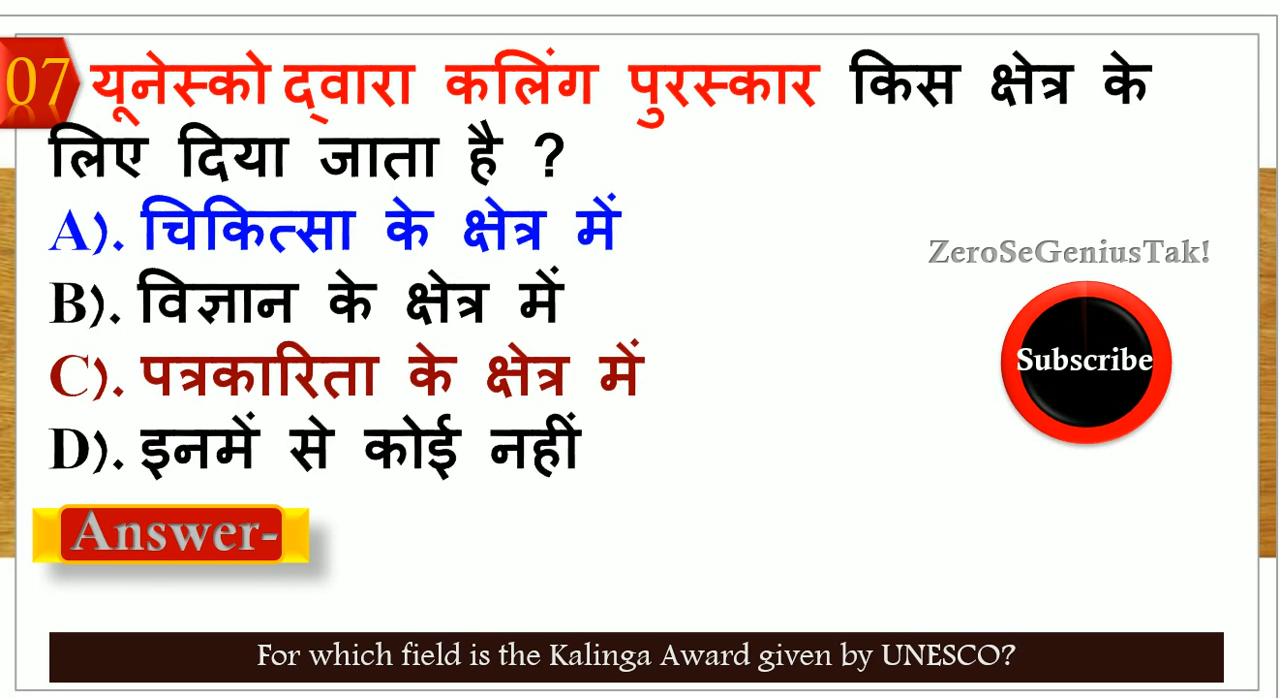 07 यूनेस्को द्वारा कलिंग पुरस्कार किस क्षेत्र के
लिए दिया जाता है ?
A). चिकित्सा के क्षेत्र में
B). विज्ञान के क्षेत्र में
C). पत्रकारिता के क्षेत्र में
D). इनमें से कोई नहीं
ZeroSeGeniusTak!
Subscribe
Answer-
For which field is the Kalinga Award given by UNESCO?